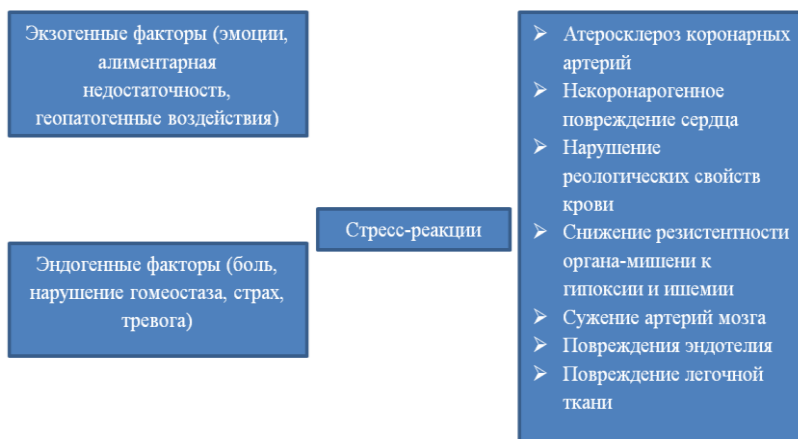 Экзогенные факторы (эмоции,
алиментарная
недостаточность,
геопатогенные воздействия)
Эндогенные факторы (боль,
нарушение гомеостаза, страх,
тревога)
Стресс-реакции
➢ Атеросклероз коронарных
артерий
➢ Некоронарогенное
повреждение сердца
➢ Нарушение
реологических свойств
крови
➢ Снижение резистентности
органа-мишени к
гипоксии и ишемии
➢ Сужение артерий мозга
➢ Повреждения эндотелия
➢ Повреждение легочной
ткани